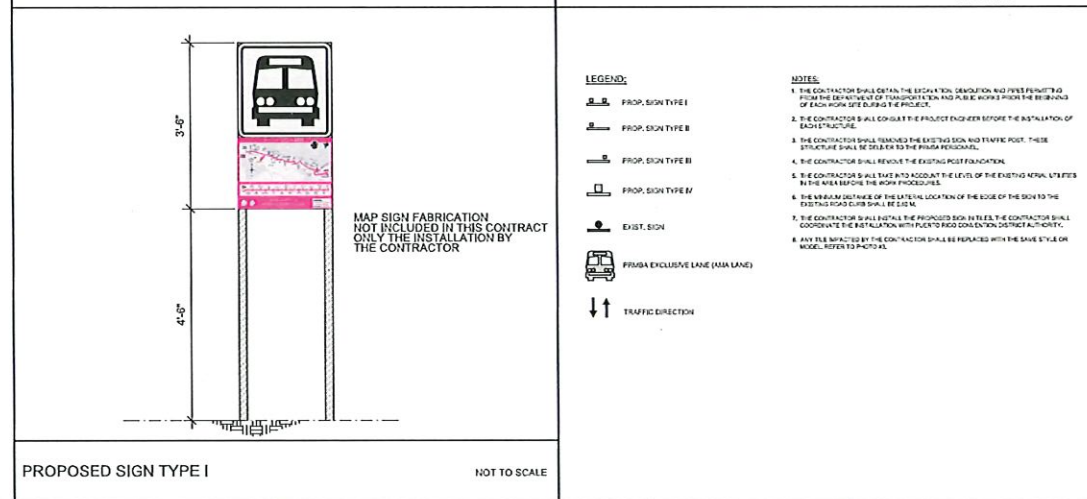 3'-6"
4'-6"
MAP SIGN FABRICATION
NOT INCLUDED IN THIS CONTRACT
ONLY THE INSTALLATION BY
THE CONTRACTOR
PROPOSED SIGN TYPE I
NOT TO SCALE
LEGEND:
PROP. SIGN TYPE I
PROP. SIGN TYPE II
PROP. SIGN TYPE III
PROP. SIGN TYPE IV
EXIST. SIGN
PRMBA EXCLUSIVE LANE (AMA LANE)
TRAFFIC DIRECTION
NOTES:
1. THE CONTRACTOR SHALL OBTAIN THE EXCAVATION, DEMOLITION AND PIPES PERMITTING
FROM THE DEPARTMENT OF TRANSPORTATION AND PUBLIC WORKS PRIOR THE BEGINNING
OF EACH WORK SITE DURING THE PROJECT.
2. THE CONTRACTOR SHALL CONSULT THE PROJECT ENGINEER BEFORE THE INSTALLATION OF
EACH STRUCTURE.
3. THE CONTRACTOR SHALL REMOVED THE EXISTING SIGN AND TRAFFIC POST. THESE
STRUCTURE SHALL BE DELIVER TO THE PRMBA PERSONNEL.
4. THE CONTRACTOR SHALL REMOVE THE EXISTING POST FOUNDATION.
5. THE CONTRACTOR SHALL TAKE INTO ACCOUNT THE LEVEL OF THE EXISTING AERIAL UTILITIES
IN THE AREA BEFORE THE WORK PROCEDURES.
6. THE MINIMUM DISTANCE OF THE LATERAL LOCATION OF THE EDGE OF THE SIGN TO THE
EXISTING ROAD CURB SHALL BE M.
7. THE CONTRACTOR SHALL INSTALL THE PROPOSED SIGN IN TILES, THE CONTRACTOR SHALL
COORDINATE THE INSTALLATION WITH PUERTO RICO CONVENTION DISTRICT AUTHORITY.
8. ANY TILE IMPACTED BY THE CONTRACTOR SHALL BE REPLACED WITH THE SAME STYLE OR
MODEL. REFER TO PHOTO #3.